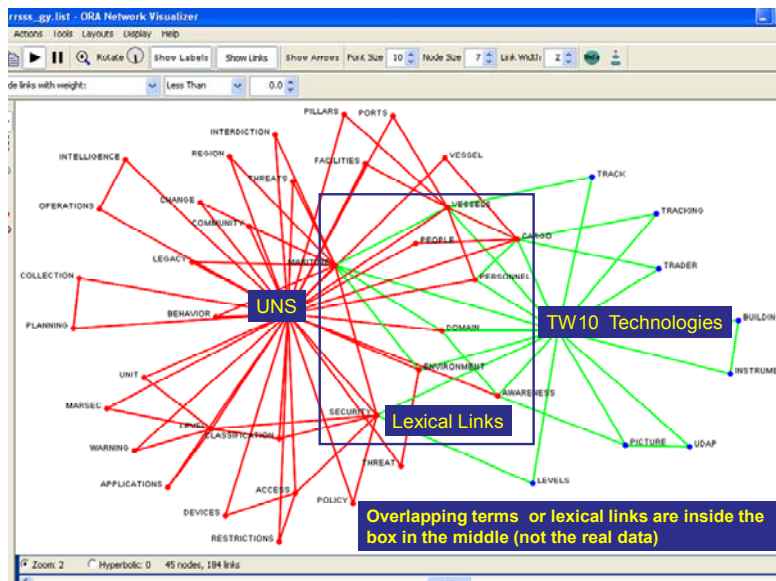 rrsss_gy.list - ORA Network Visualizer
Actions Tools Layouts Display Help
Rotate Show Labels Show Links Show Arrows Font Size 10 Node Size 7 Link Width 2
de links with weight: Less Than 0.0
PILLARS PORTS
INTERDICTION
REGION FACILITIES VESSEL
INTELLIGENCE
THREATS TRACK
CHANGE
OPERATIONS VESSELS TRACKING
COMMUNITY
PEOPLE CARGO
LEGACY MARITIME TRADER
COLLECTION PERSONNEL
UNS
BEHAVIOR TW10 Technologies BUILDIN
PLANNING DOMAIN
ENVIRONMENT INSTRUME
UNIT
AWARENESS
MARSEC SECURITY
Lexical Links
LEVEL CLASSIFICATION
WARNING PICTURE UDAP
THREAT
APPLICATIONS ACCESS LEVELS
POLICY
DEVICES
Overlapping terms or lexical links are inside the
box in the middle (not the real data)
RESTRICTIONS
Zoom: 2 Hyperbolic: 0 45 nodes, 184 links